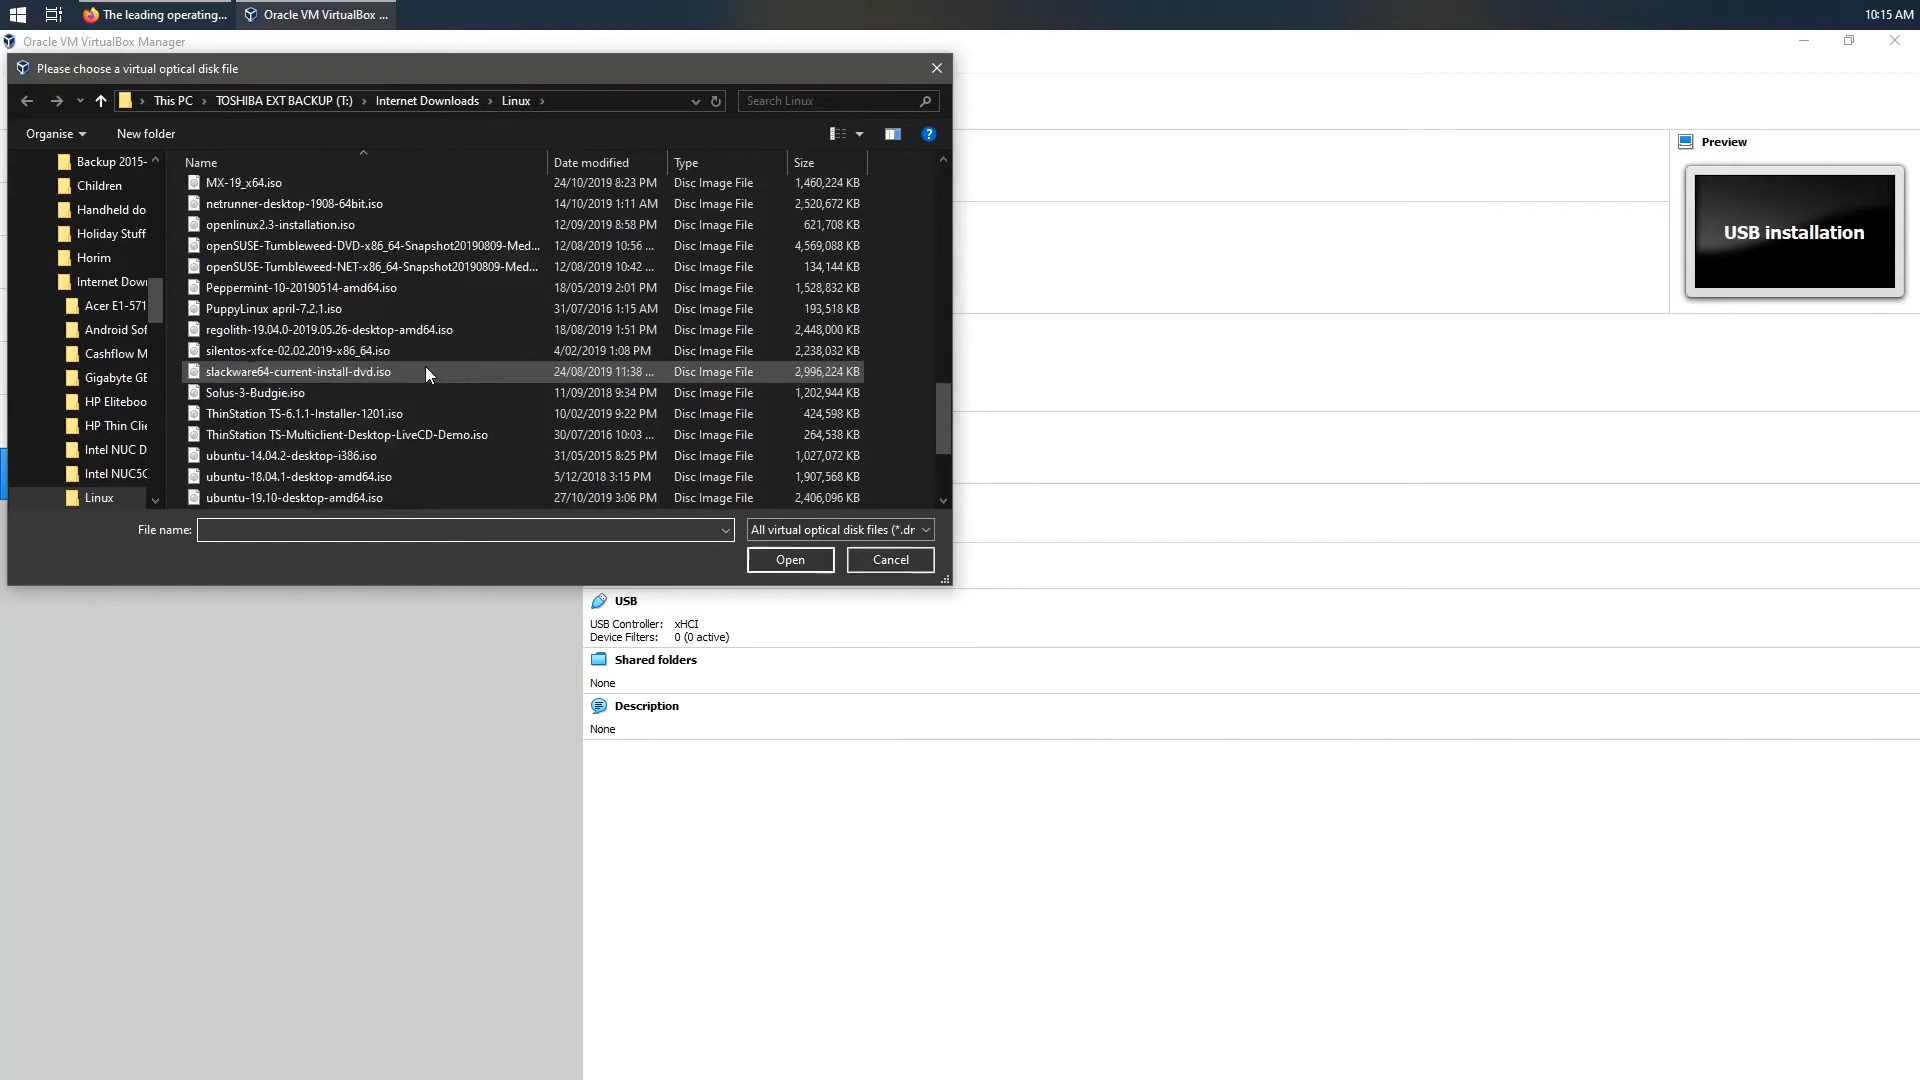 The leading operating...
Oracle VM VirtualBox ...
10:15 AM
Oracle VM VirtualBox Manager
Please choose a virtual optical disk file
This PC > TOSHIBA EXT BACKUP (T:) > Internet Downloads > Linux >
Search Linux
Organise
New folder
Preview
USB installation
Backup 2015-
Children
Handheld do
Holiday Stuff
Horim
Internet Dow
Acer E1-571
Android Sof
Cashflow M
Gigabyte GE
HP Eliteboo
HP Thin Clie
Intel NUC D
Intel NUC5C
Linux
Name Date modified Type Size
MX-19_x64.iso 24/10/2019 8:23 PM Disc Image File 1,460,224 KB
netrunner-desktop-1908-64bit.iso 14/10/2019 1:11 AM Disc Image File 2,520,672 KB
openlinux2.3-installation.iso 12/09/2019 8:58 PM Disc Image File 621,708 KB
openSUSE-Tumbleweed-DVD-x86_64-Snapshot20190809-Med... 12/08/2019 10:56 ... Disc Image File 4,569,088 KB
openSUSE-Tumbleweed-NET-x86_64-Snapshot20190809-Med... 12/08/2019 10:42 ... Disc Image File 134,144 KB
Peppermint-10-20190514-amd64.iso 18/05/2019 2:01 PM Disc Image File 1,528,832 KB
PuppyLinux april-7.2.1.iso 31/07/2016 1:15 AM Disc Image File 193,518 KB
regolith-19.04.0-2019.05.26-desktop-amd64.iso 18/08/2019 1:51 PM Disc Image File 2,448,000 KB
silentos-xfce-02.02.2019-x86_64.iso 4/02/2019 1:08 PM Disc Image File 2,238,032 KB
slackware64-current-install-dvd.iso 24/08/2019 11:38 ... Disc Image File 2,996,224 KB
Solus-3-Budgie.iso 11/09/2018 9:34 PM Disc Image File 1,202,944 KB
ThinStation TS-6.1.1-Installer-1201.iso 10/02/2019 9:22 PM Disc Image File 424,598 KB
ThinStation TS-Multiclient-Desktop-LiveCD-Demo.iso 30/07/2016 10:03 ... Disc Image File 264,538 KB
ubuntu-14.04.2-desktop-i386.iso 31/05/2015 8:25 PM Disc Image File 1,027,072 KB
ubuntu-18.04.1-desktop-amd64.iso 5/12/2018 3:15 PM Disc Image File 1,907,568 KB
ubuntu-19.10-desktop-amd64.iso 27/10/2019 3:06 PM Disc Image File 2,406,096 KB
File name:
All virtual optical disk files (*.dr
Open
Cancel
USB
USB Controller: xHCI
Device Filters: 0 (0 active)
Shared folders
None
Description
None